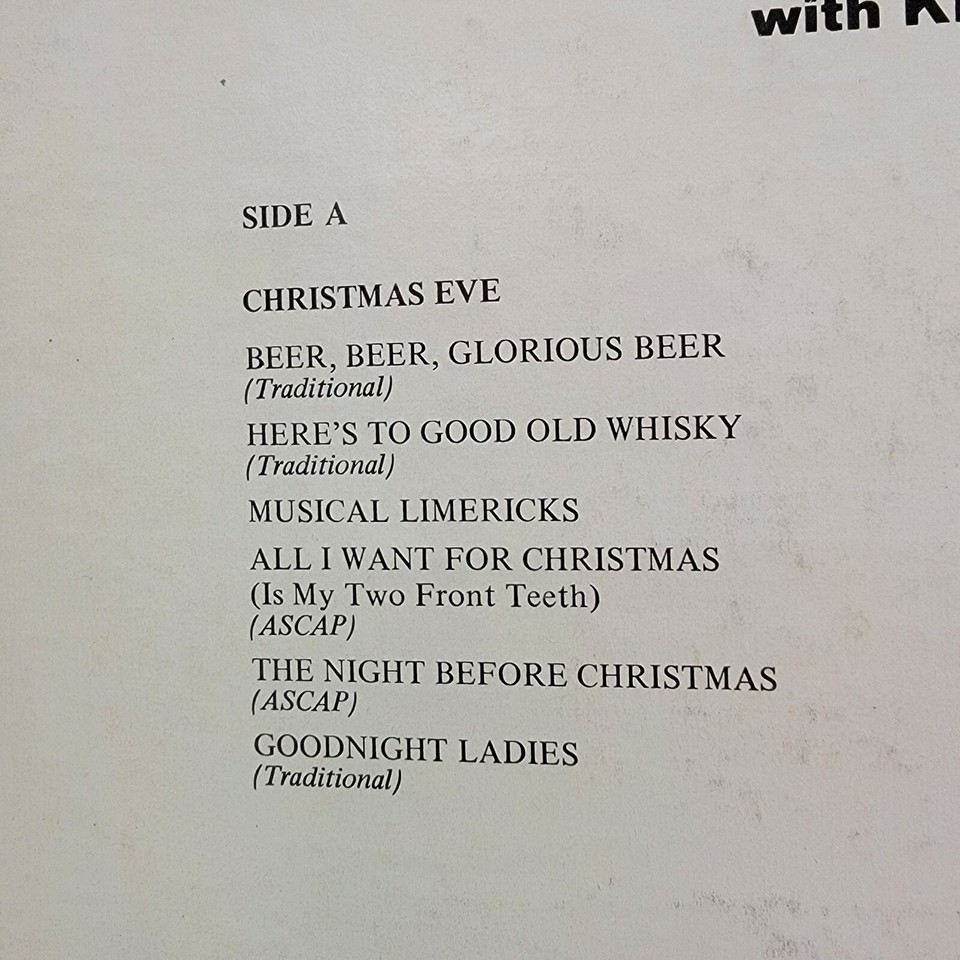 with
SIDE A
CHRISTMAS EVE
BEER, BEER, GLORIOUS BEER
(Traditional)
HERE'S TO GOOD OLD WHISKY
(Traditional)
MUSICAL LIMERICKS
ALL I WANT FOR CHRISTMAS
(Is My Two Front Teeth)
(ASCAP)
THE NIGHT BEFORE CHRISTMAS
(ASCAP)
GOODNIGHT LADIES
(Traditional)